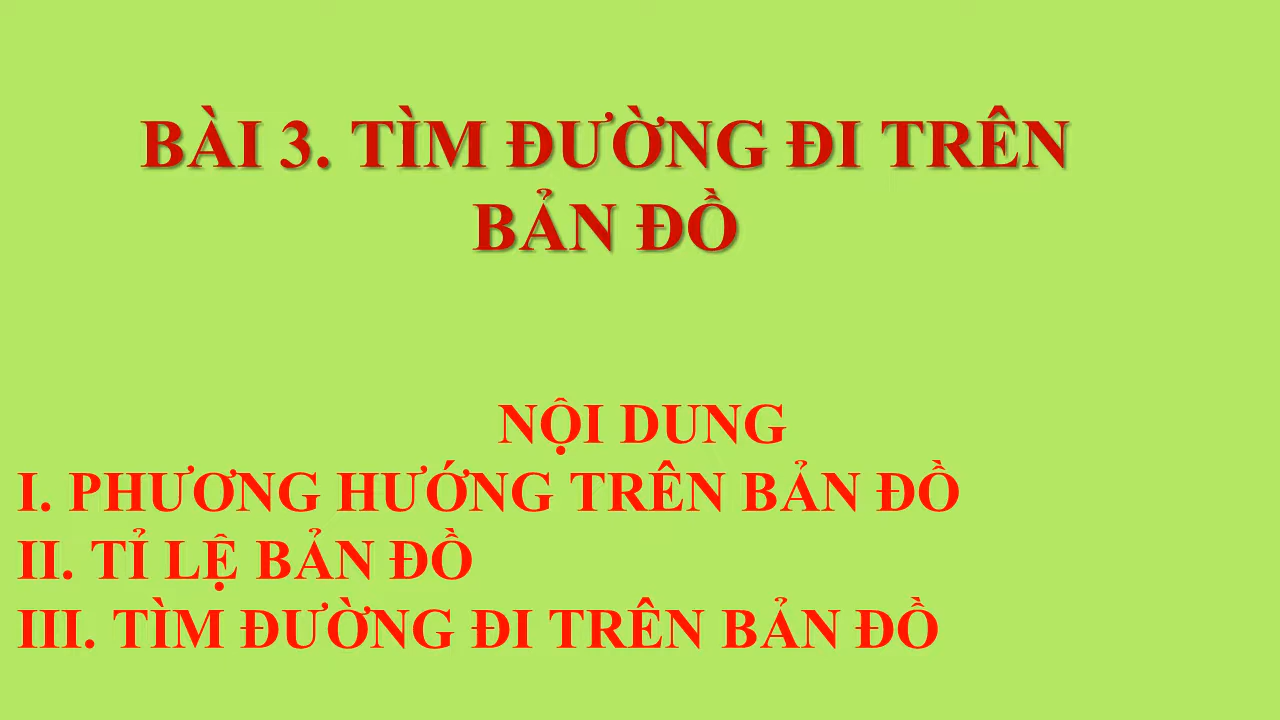 BÀI 3. TÌM ĐƯỜNG ĐI TRÊN
BẢN ĐỒ
NỘI DUNG
I. PHƯƠNG HƯỚNG TRÊN BẢN ĐỒ
II. TỈ LỆ BẢN ĐỒ
III. TÌM ĐƯỜNG ĐI TRÊN BẢN ĐỒ